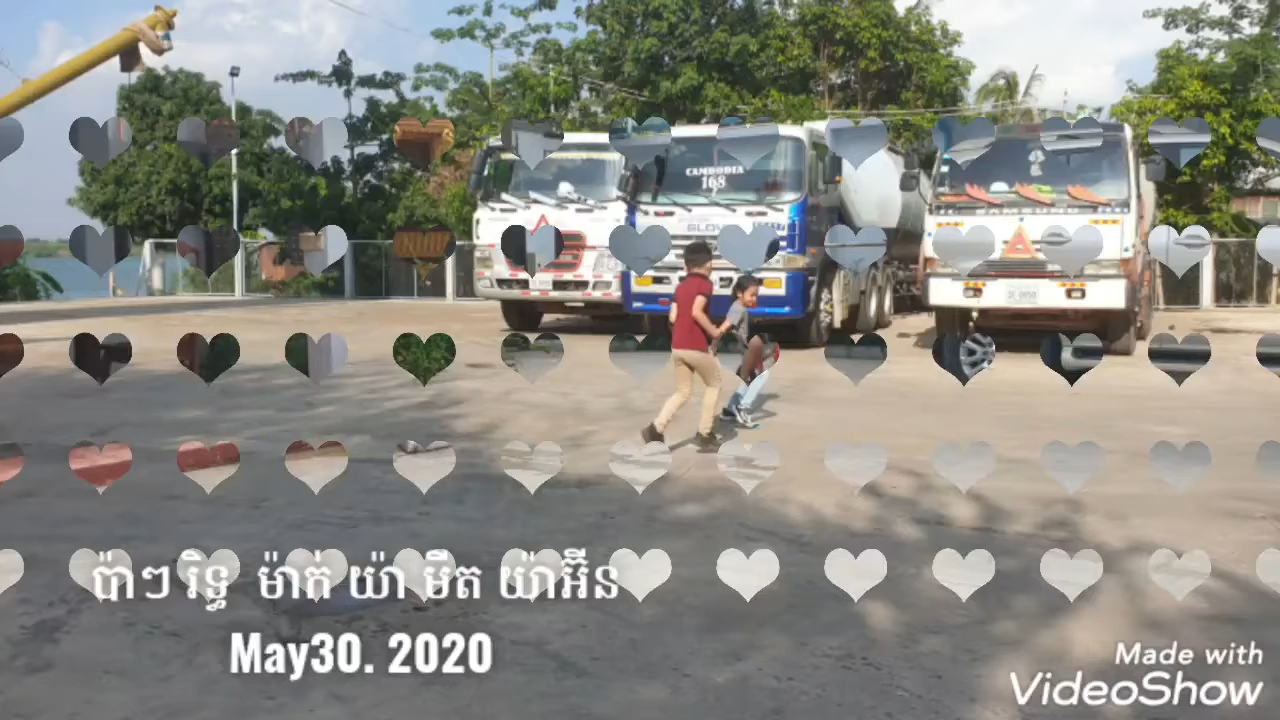 CAMBODIA
168
ប៉ាៗ រិទ្ធ ម៉ាក់ យ៉ា មីត យ៉ាអ៊ីន
May30. 2020
Made with
VideoShow